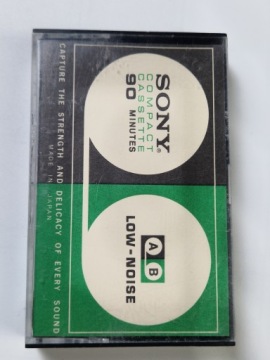 SONY®
COMPACT
CASSETTE
90 MINUTES
A B
LOW-NOISE
CAPTURE THE STRENGTH AND DELICACY OF EVERY SOUND
MADE IN JAPAN